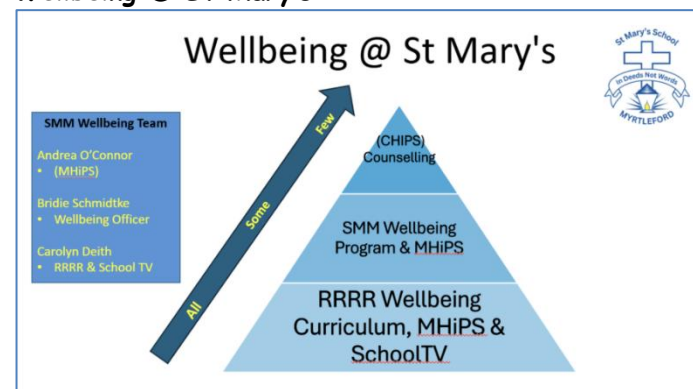 Wellbeing @ St Mary's
St Mary's School
In Deeds Not Words
MYRTLEFORD
SMM Wellbeing Team
Andrea O'Connor
• (MHiPS)
Bridie Schmidtke
• Wellbeing Officer
Carolyn Deith
• RRRR & School TV
Few
Some
All
(CHIPS)
Counselling
SMM Wellbeing
Program & MHiPS
RRRR Wellbeing
Curriculum, MHiPS &
SchoolTV